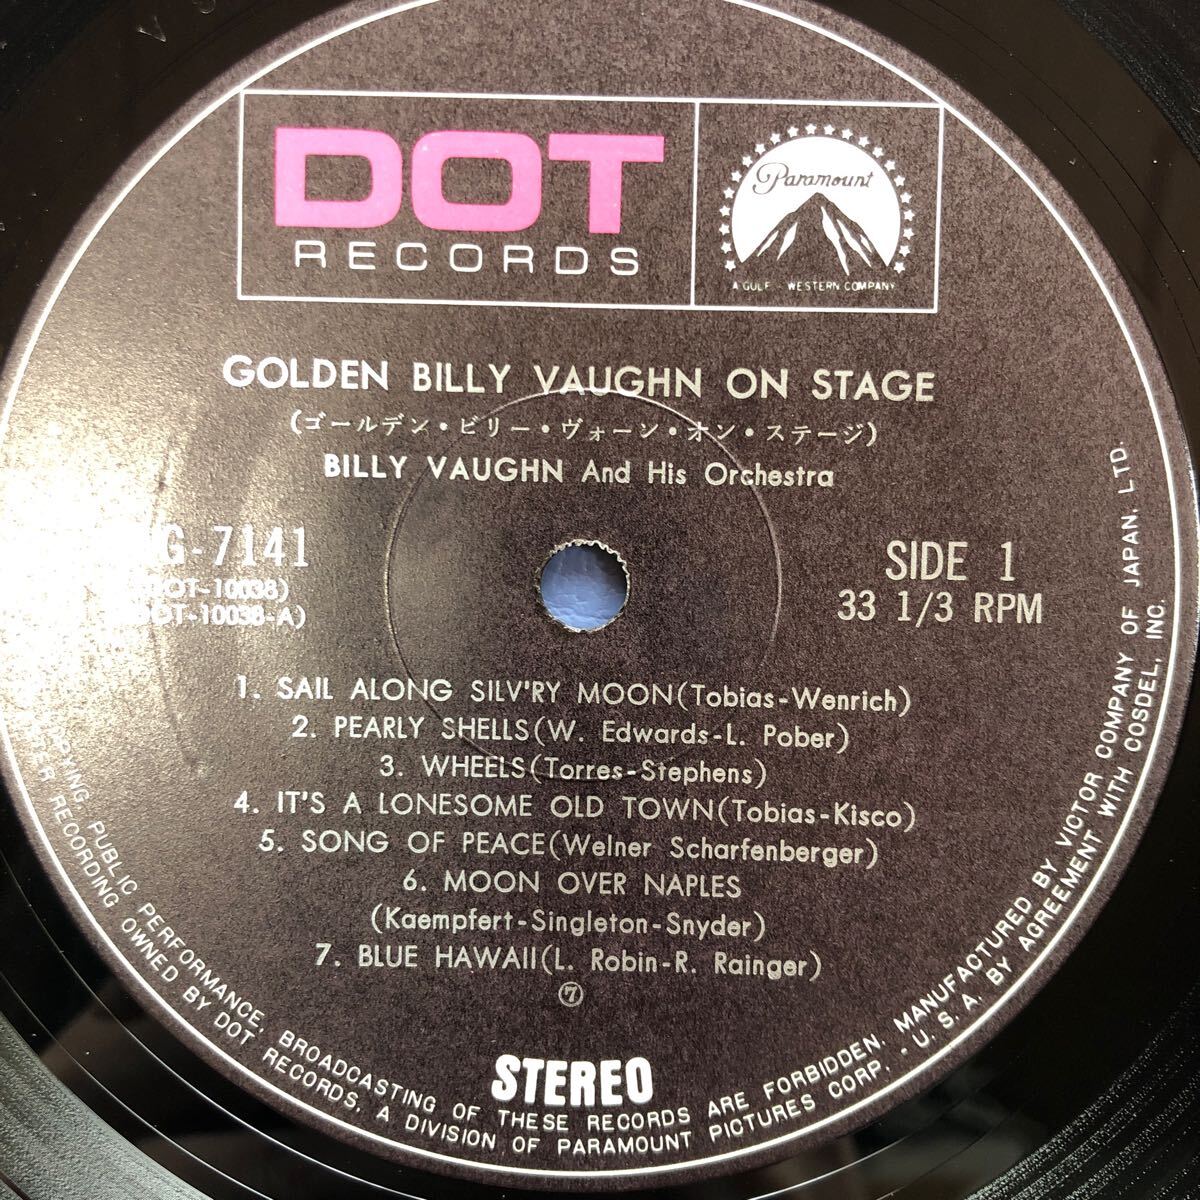 DOT
RECORDS
Paramount
A GULF + WESTERN COMPANY
GOLDEN BILLY VAUGHN ON STAGE
(ゴールデン・ビリー・ヴォーン・オン・ステージ)
BILLY VAUGHN And His Orchestra
G-7141
OT-10038)
DOT-10038-A)
SIDE 1
33 1/3 RPM
1. SAIL ALONG SILV'RY MOON(Tobias-Wenrich)
2. PEARLY SHELLS(W. Edwards-L. Pober)
3. WHEELS(Torres-Stephens)
4. IT'S A LONESOME OLD TOWN(Tobias-Kisco)
5. SONG OF PEACE(Welner Scharfenberger)
6. MOON OVER NAPLES
(Kaempfert-Singleton-Snyder)
7. BLUE HAWAII(L. Robin-R. Rainger)
⑦
STEREO
PUBLIC PERFORMANCE, BROADCASTING OF THESE RECORDS ARE FORBIDDEN. MANUFACTURED BY VICTOR COMPANY OF JAPAN, LTD.
RECORDING OWNED BY DOT RECORDS, A DIVISION OF PARAMOUNT PICTURES CORP. - U.S.A. BY AGREEMENT WITH COSDEL, INC.